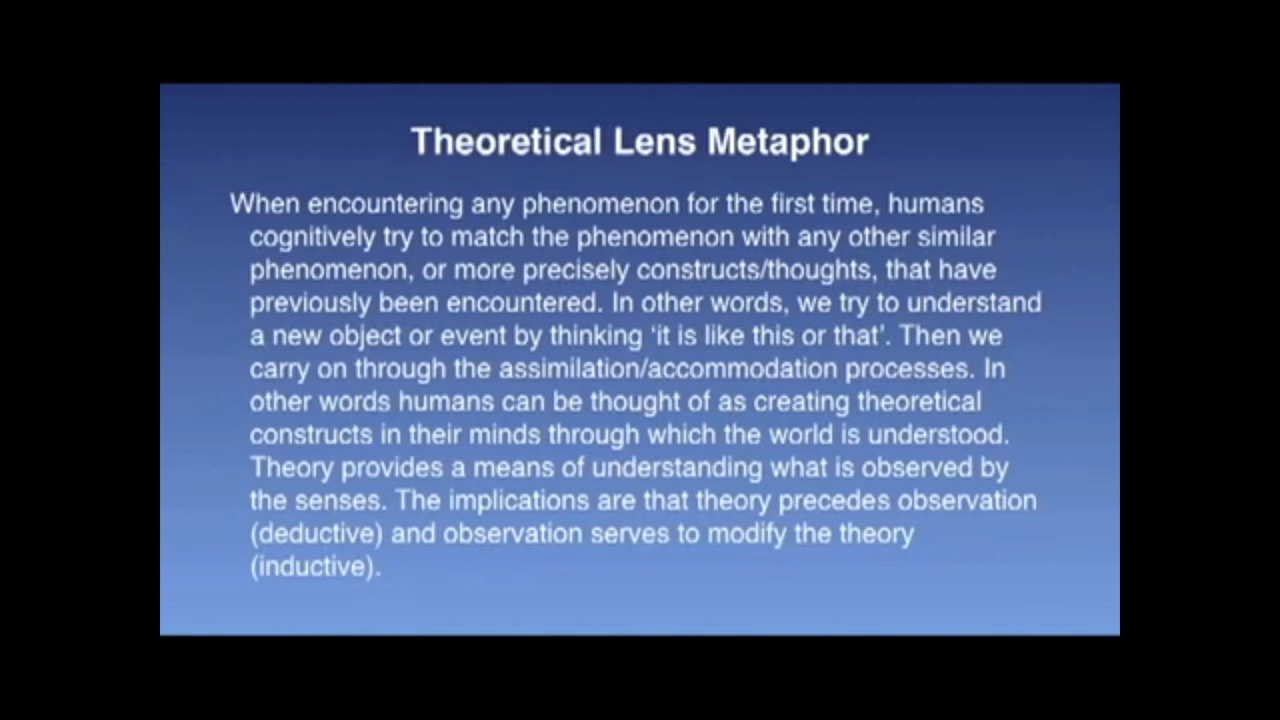 Theoretical Lens Metaphor
When encountering any phenomenon for the first time, humans
cognitively try to match the phenomenon with any other similar
phenomenon, or more precisely constructs/thoughts, that have
previously been encountered. In other words, we try to understand
a new object or event by thinking ‘it is like this or that’. Then we
carry on through the assimilation/accommodation processes. In
other words humans can be thought of as creating theoretical
constructs in their minds through which the world is understood.
Theory provides a means of understanding what is observed by
the senses. The implications are that theory precedes observation
(deductive) and observation serves to modify the theory
(inductive).